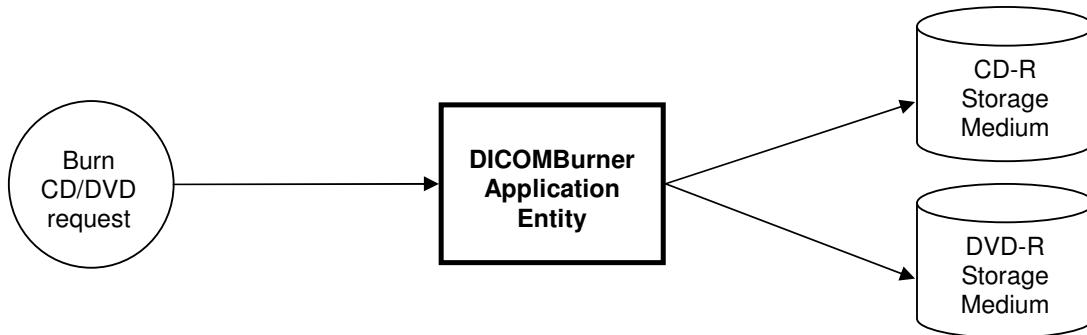 Burn
CD/DVD
request
DICOMBurner
Application
Entity
CD-R
Storage
Medium
DVD-R
Storage
Medium